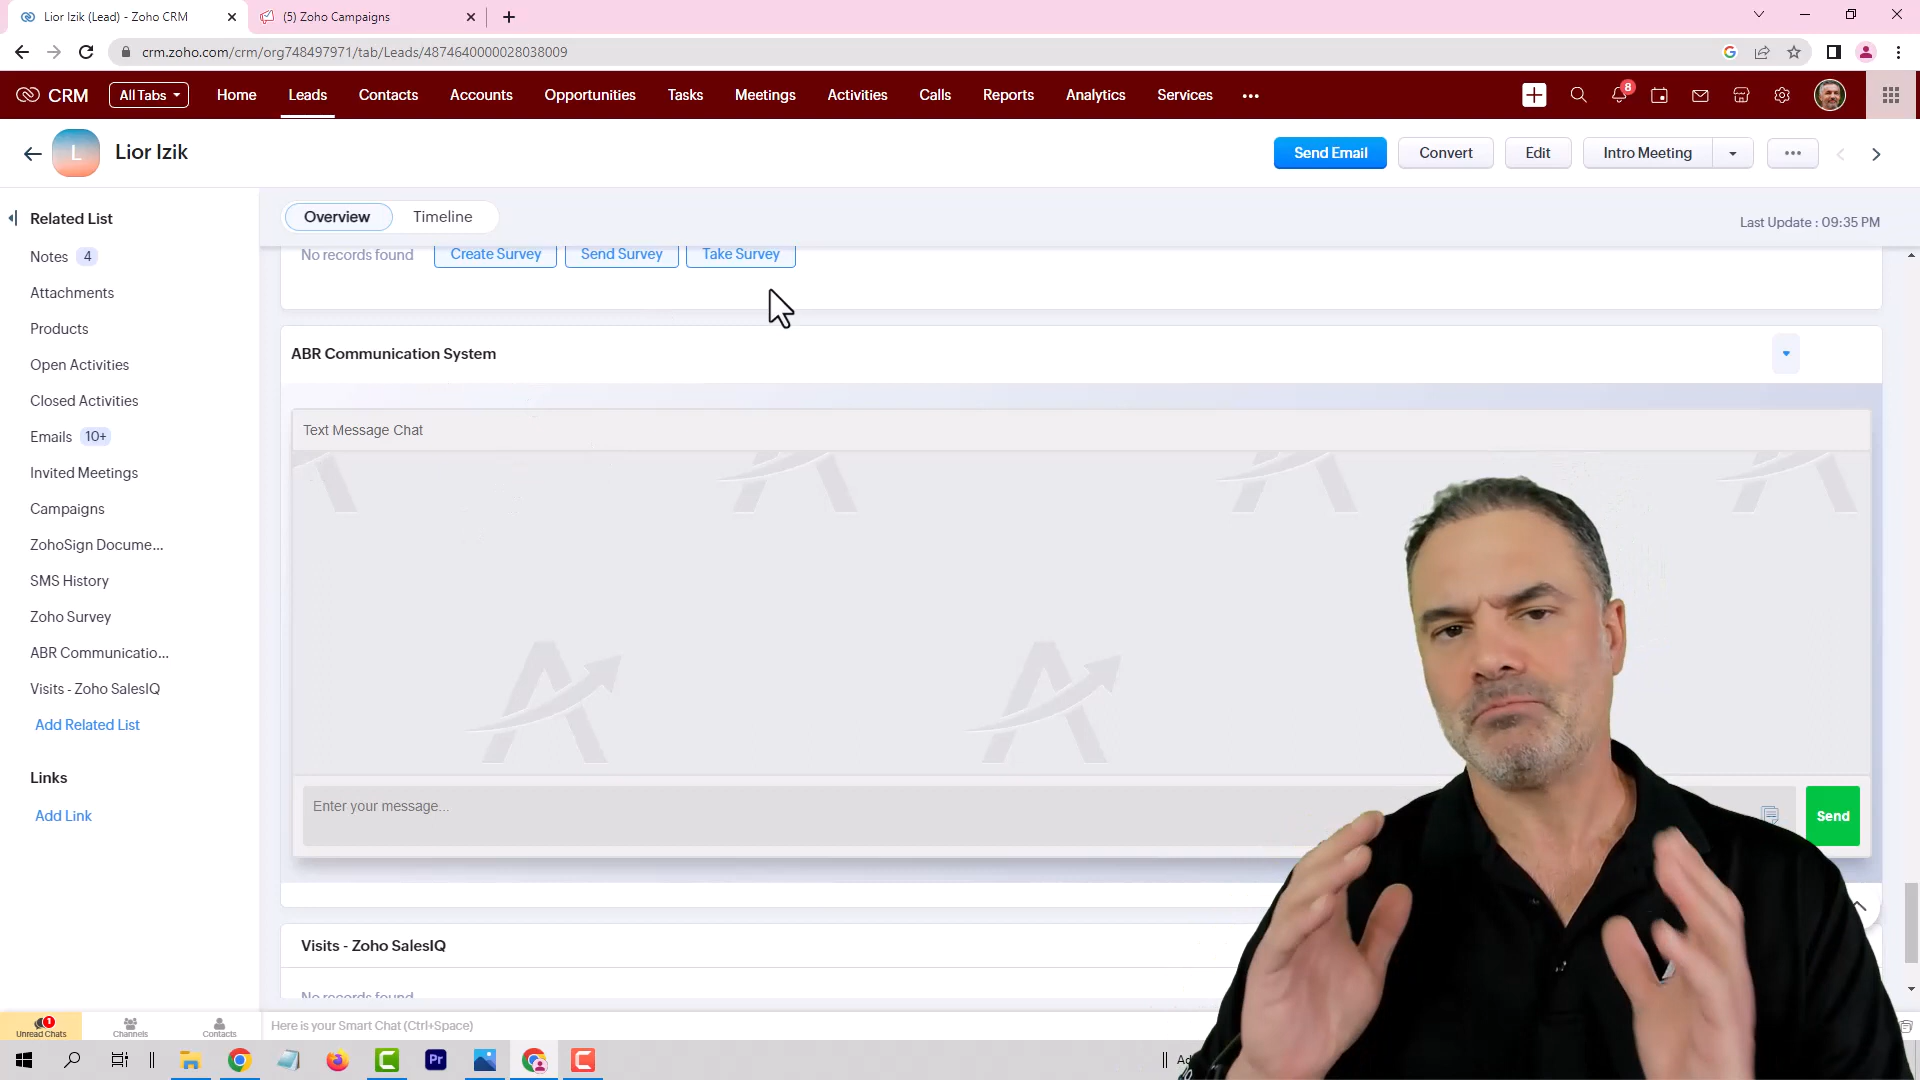 Lior Izik (Lead) - Zoho CRM
(5) Zoho Campaigns
crm.zoho.com/crm/org748497971/tab/Leads/4874640000028038009
CRM
All Tabs
Home
Leads
Contacts
Accounts
Opportunities
Tasks
Meetings
Activities
Calls
Reports
Analytics
Services
8
L
Lior Izik
Send Email
Convert
Edit
Intro Meeting
Related List
Overview
Timeline
Last Update : 09:35 PM
Notes 4
Attachments
Products
Open Activities
Closed Activities
Emails 10+
Invited Meetings
Campaigns
ZohoSign Docume...
SMS History
Zoho Survey
ABR Communicatio...
Visits - Zoho SalesIQ
Add Related List
Links
Add Link
No records found
Create Survey
Send Survey
Take Survey
ABR Communication System
Text Message Chat
Enter your message...
Send
Visits - Zoho SalesIQ
No records found
1
Unread Chats
Channels
Contacts
Here is your Smart Chat (Ctrl+Space)
Pr